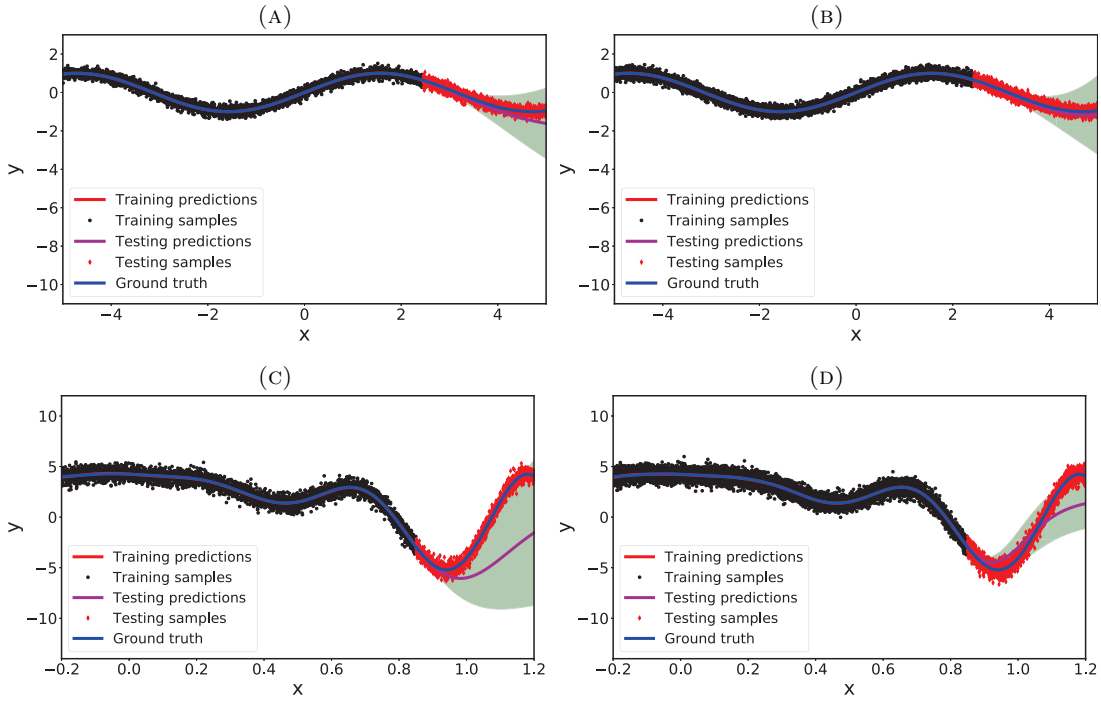 (A)
2
0
−2
−4
−6
−8
−10
y
Training predictions
Training samples
Testing predictions
Testing samples
Ground truth
−4 −2 0 2 4
x
(B)
2
0
−2
−4
−6
−8
−10
y
Training predictions
Training samples
Testing predictions
Testing samples
Ground truth
−4 −2 0 2 4
x
(C)
10
5
0
−5
−10
y
Training predictions
Training samples
Testing predictions
Testing samples
Ground truth
−0.2 0.0 0.2 0.4 0.6 0.8 1.0 1.2
x
(D)
10
5
0
−5
−10
y
Training predictions
Training samples
Testing predictions
Testing samples
Ground truth
−0.2 0.0 0.2 0.4 0.6 0.8 1.0 1.2
x